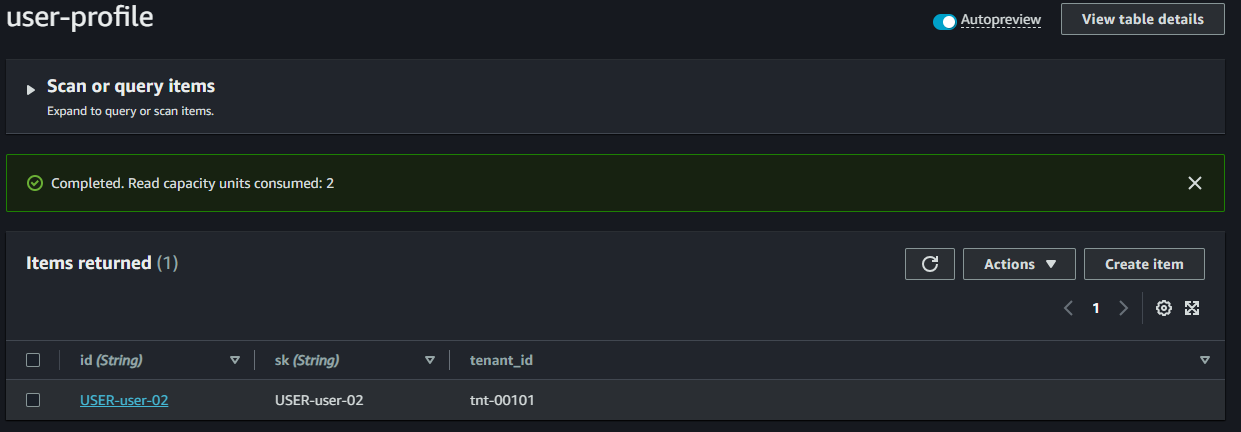 user-profile
Autopreview
View table details
Scan or query items
Expand to query or scan items.
Completed. Read capacity units consumed: 2
Items returned (1)
Actions
Create item
1
id (String) sk (String) tenant_id
USER-user-02 USER-user-02 tnt-00101